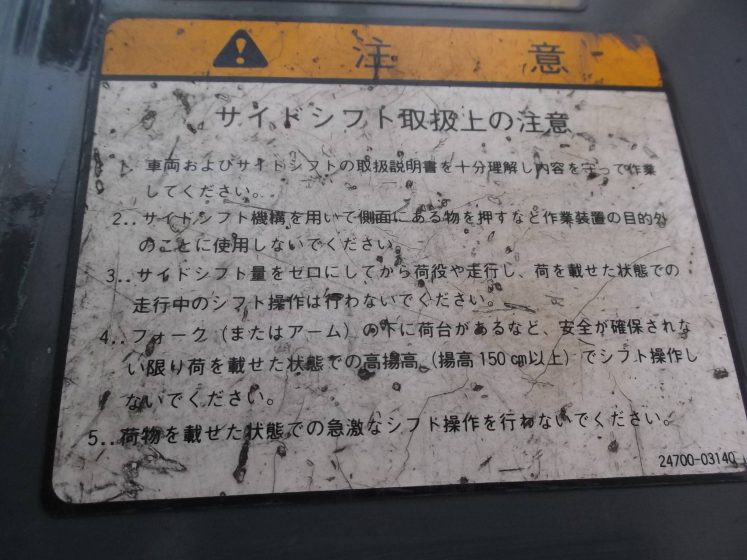 注 意
サイドシフト取扱上の注意
1. 車両およびサイドシフトの取扱説明書を十分理解し内容を守って作業
してください。
2. サイドシフト機構を用いて側面にある物を押すなど作業装置の目的外
のことに使用しないでください。
3. サイドシフト量をゼロにしてから荷役や走行し、荷を載せた状態での
走行中のシフト操作は行わないでください。
4. フォーク（またはアーム）の下に荷台があるなど、安全が確保されな
い限り荷を載せた状態での高揚高（揚高150cm以上）でシフト操作し
ないでください。
5. 荷物を載せた状態での急激なシフト操作を行わないでください。
24700-03140